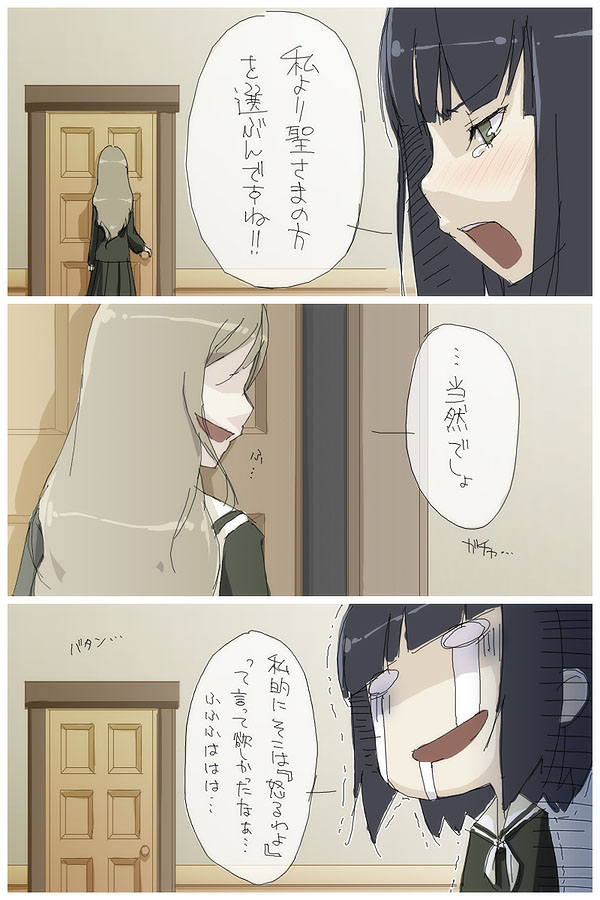 私より聖さまの方
を選ぶんですね!!
…当然でしょ
ふ…
ガチャ…
バタン…
私的にそこは『怒るわよ』
って言って欲しかったなぁ…
ふふふははは…